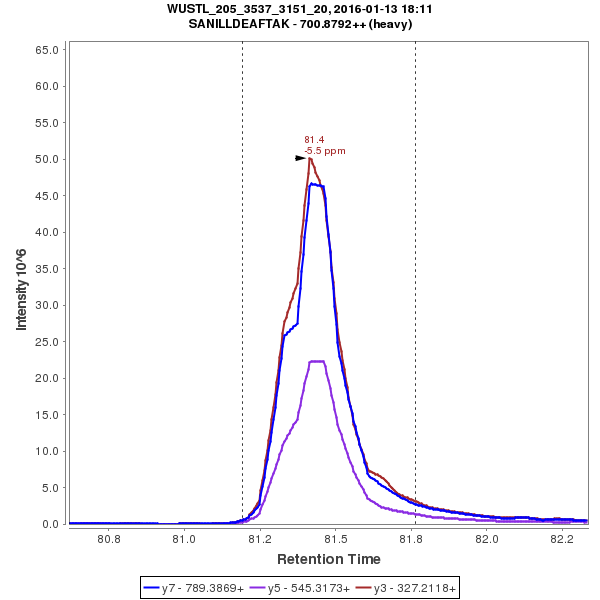 WUSTL_205_3537_3151_20, 2016-01-13 18:11
SANILLDEAFTAK - 700.8792++ (heavy)
81.4
-5.5 ppm
Intensity 10^6
65.0
60.0
55.0
50.0
45.0
40.0
35.0
30.0
25.0
20.0
15.0
10.0
5.0
0.0
80.8 81.0 81.2 81.5 81.8 82.0 82.2
Retention Time
y7 - 789.3869+ y5 - 545.3173+ y3 - 327.2118+